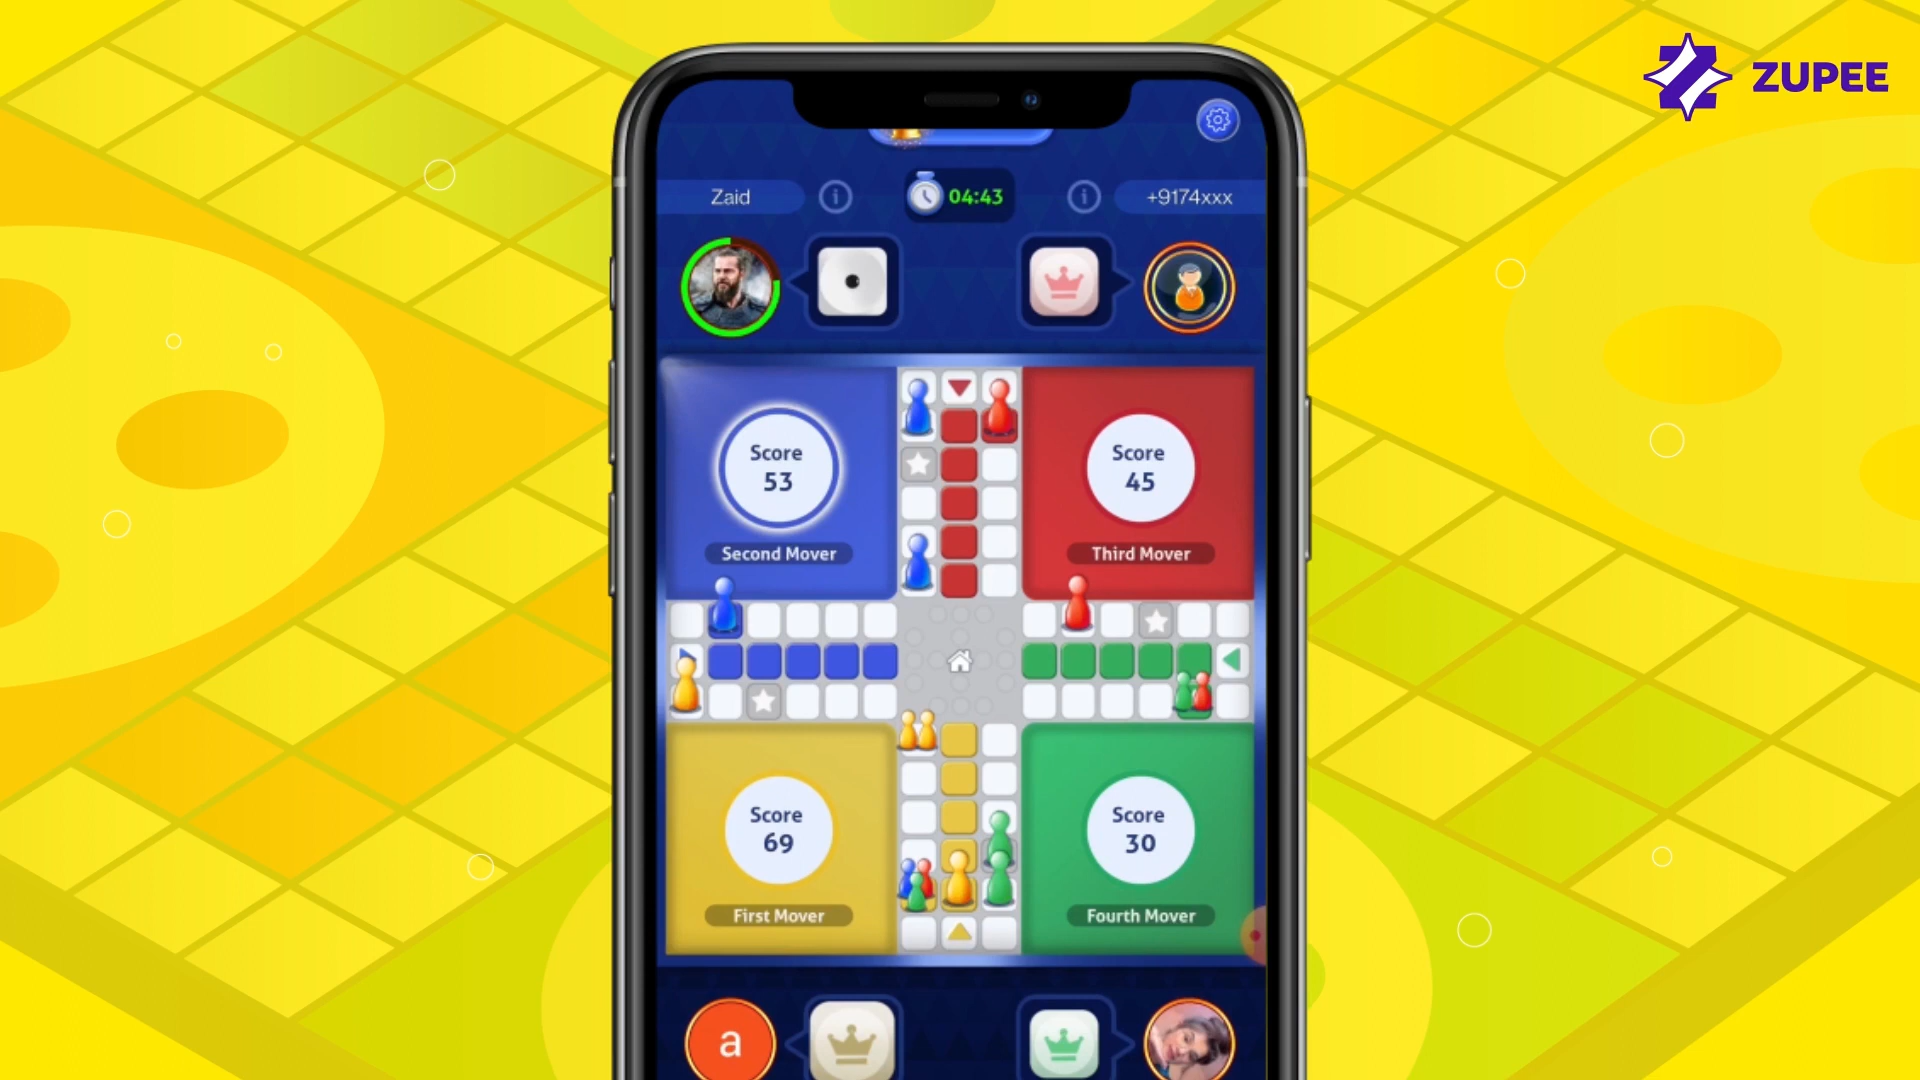 ZUPEE
Zaid
04:43
+9174xxx
Score
53
Second Mover
Score
45
Third Mover
Score
69
First Mover
Score
30
Fourth Mover
a